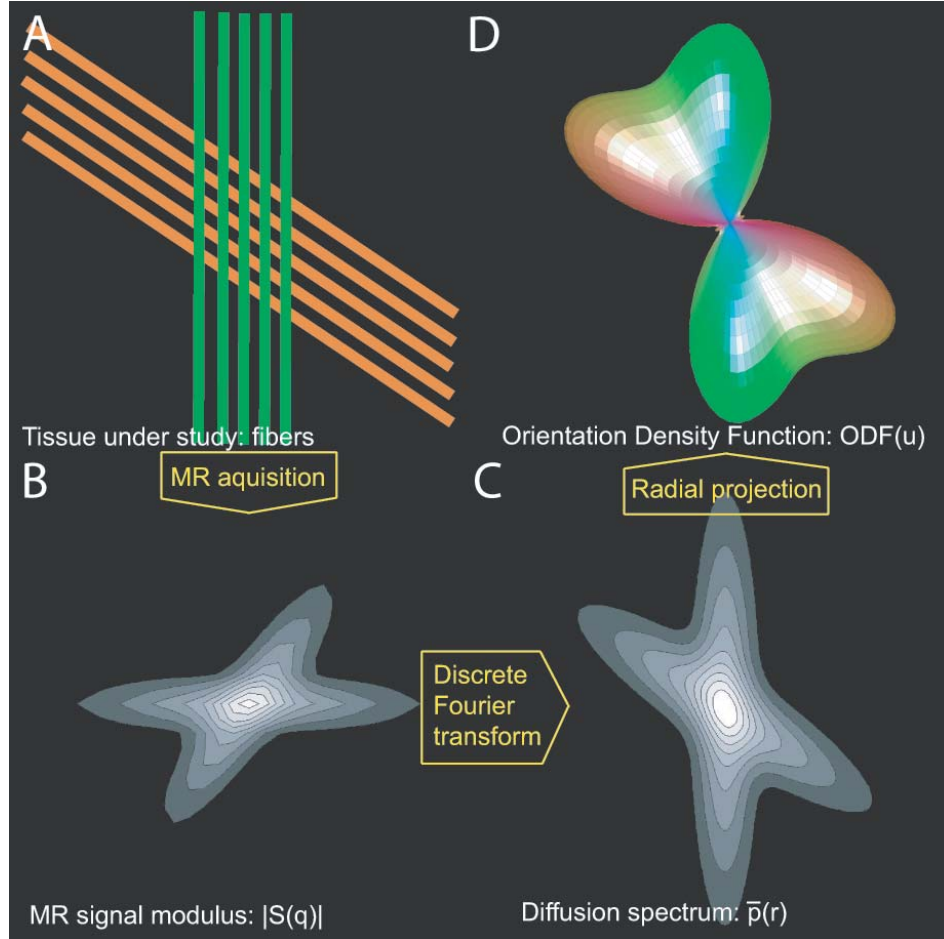 A
D
Tissue under study: fibers
Orientation Density Function: ODF(u)
B
MR aquisition
C
Radial projection
Discrete
Fourier
transform
MR signal modulus: |S(q)|
Diffusion spectrum: p̅(r)